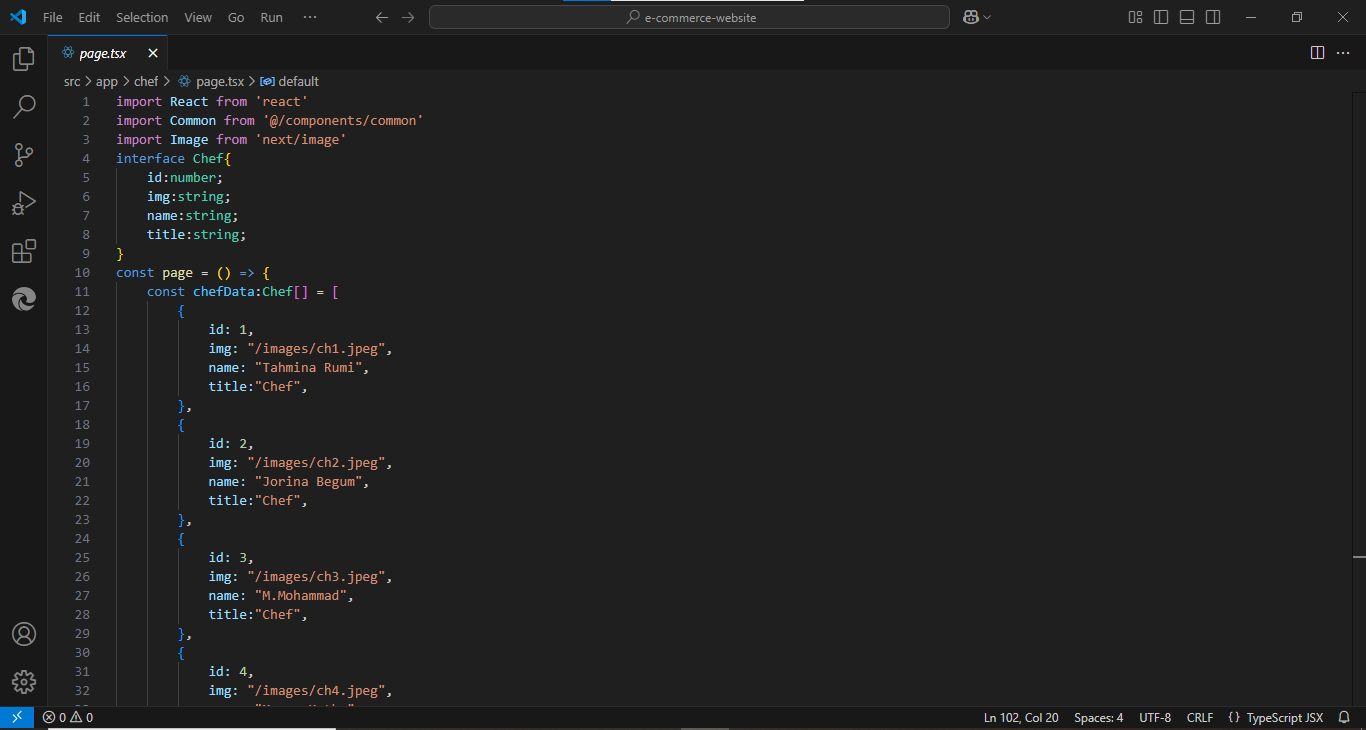 File Edit Selection View Go Run ··· e-commerce-website
page.tsx
src > app > chef > page.tsx > default
1 import React from 'react'
2 import Common from '@/components/common'
3 import Image from 'next/image'
4 interface Chef{
5 id:number;
6 img:string;
7 name:string;
8 title:string;
9 }
10 const page = () => {
11 const chefData:Chef[] = [
12 {
13 id: 1,
14 img: "/images/ch1.jpeg",
15 name: "Tahmina Rumi",
16 title:"Chef",
17 },
18 {
19 id: 2,
20 img: "/images/ch2.jpeg",
21 name: "Jorina Begum",
22 title:"Chef",
23 },
24 {
25 id: 3,
26 img: "/images/ch3.jpeg",
27 name: "M.Mohammad",
28 title:"Chef",
29 },
30 {
31 id: 4,
32 img: "/images/ch4.jpeg",
0 0 Ln 102, Col 20 Spaces: 4 UTF-8 CRLF {} TypeScript JSX